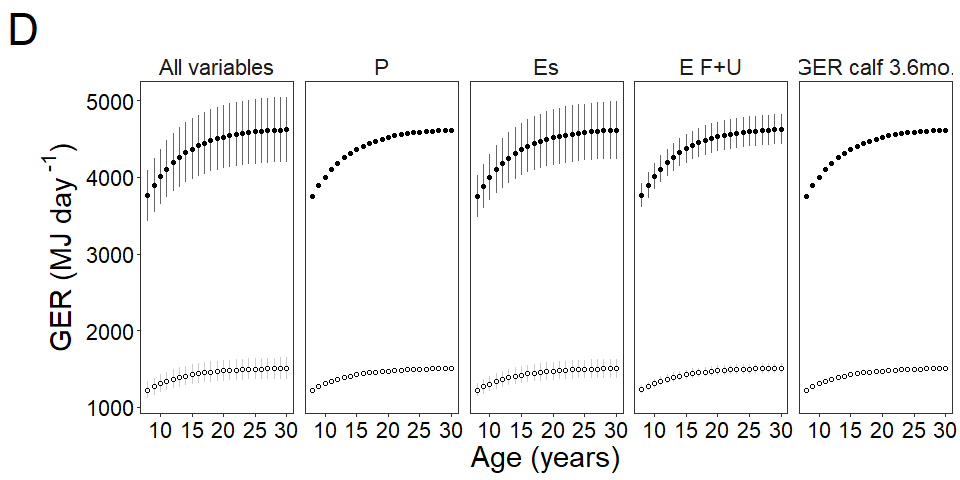 D
All variables P Es E F+U GER calf 3.6mo.
5000
4000
3000
2000
1000
GER (MJ day⁻¹)
10 15 20 25 30 10 15 20 25 30 10 15 20 25 30 10 15 20 25 30 10 15 20 25 30
Age (years)